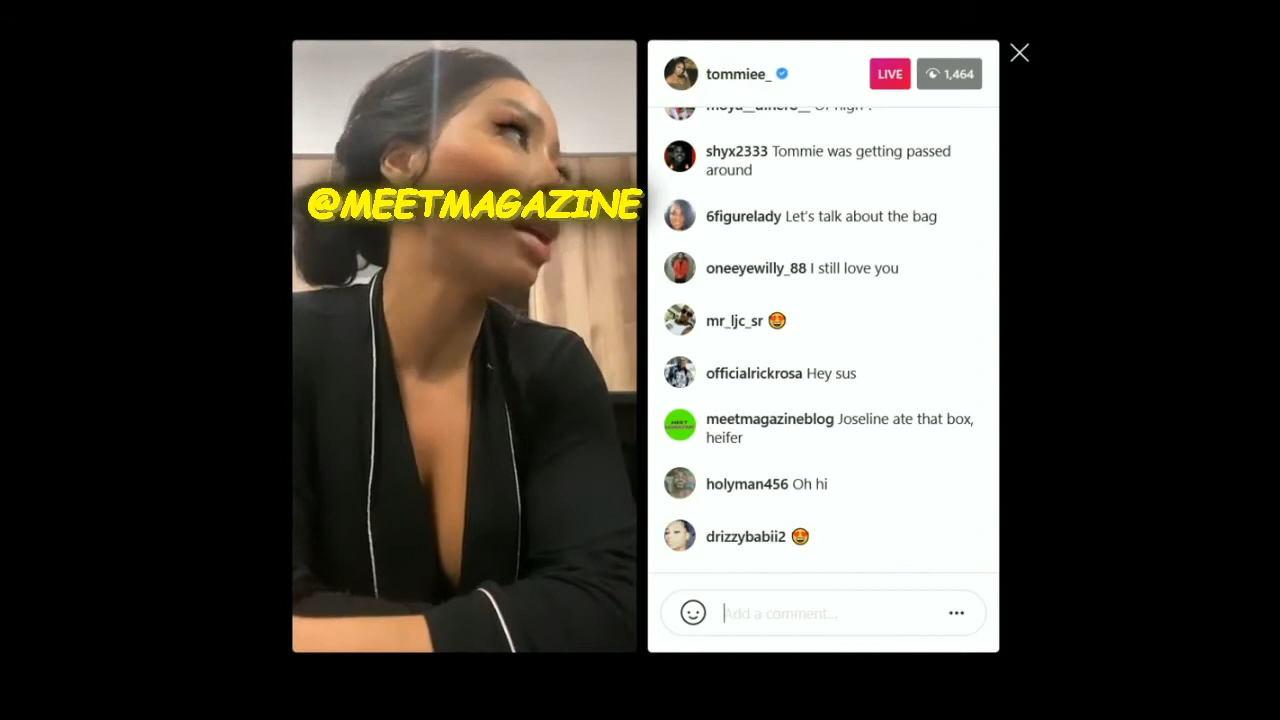 @MEETMAGAZINE
tommiee_
LIVE
1,464
shyx2333 Tommie was getting passed
around
6figurelady Let's talk about the bag
oneeyewilly_88 I still love you
mr_ljc_sr 😍
officialrickrosa Hey sus
meetmagazineblog Joseline ate that box,
heifer
holyman456 Oh hi
drizzybabii2 😍
Add a comment...